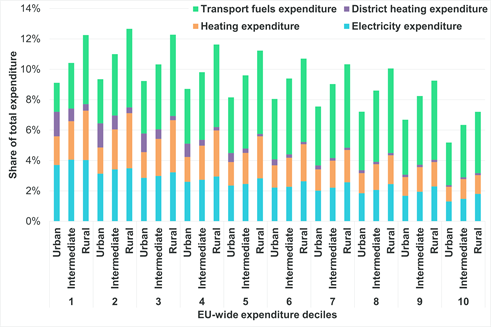 14%
Transport fuels expenditure
District heating expenditure
Heating expenditure
Electricity expenditure
12%
10%
8%
6%
4%
2%
0%
Share of total expenditure
Urban Intermediate Rural Urban Intermediate Rural Urban Intermediate Rural Urban Intermediate Rural Urban Intermediate Rural Urban Intermediate Rural Urban Intermediate Rural Urban Intermediate Rural Urban Intermediate Rural Urban Intermediate Rural
1 2 3 4 5 6 7 8 9 10
EU-wide expenditure deciles